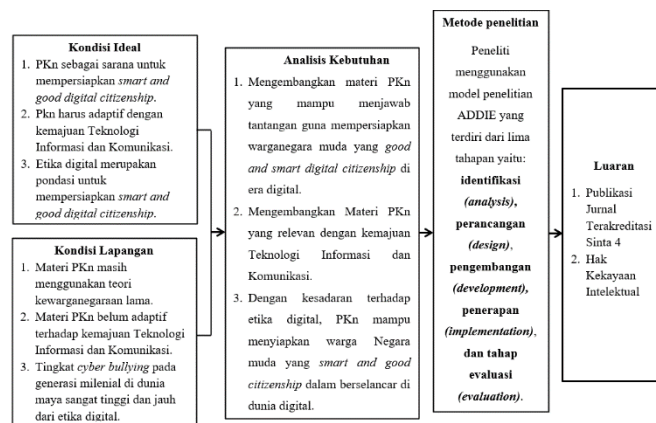 Kondisi Ideal
1. PKn sebagai sarana untuk
mempersiapkan smart and
good digital citizenship.
2. Pkn harus adaptif dengan
kemajuan Teknologi
Informasi dan Komunikasi.
3. Etika digital merupakan
pondasi untuk
mempersiapkan smart and
good digital citizenship.
Kondisi Lapangan
1. Materi PKn masih
menggunakan teori
kewarganegaraan lama.
2. Materi PKn belum adaptif
terhadap kemajuan Teknologi
Informasi dan Komunikasi.
3. Tingkat cyber bullying pada
generasi milenial di dunia
maya sangat tinggi dan jauh
dari etika digital.
Analisis Kebutuhan
1. Mengembangkan materi PKn
yang mampu menjawab
tantangan guna mempersiapkan
warganegara muda yang good
and smart digital citizenship di
era digital.
2. Mengembangkan Materi PKn
yang relevan dengan kemajuan
Teknologi Informasi dan
Komunikasi.
3. Dengan kesadaran terhadap
etika digital, PKn mampu
menyiapkan warga Negara
muda yang smart and good
citizenship dalam berselancar di
dunia digital.
Metode penelitian
Peneliti
menggunakan
model penelitian
ADDIE yang
terdiri dari lima
tahapan yaitu:
identifikasi
(analysis),
perancangan
(design),
pengembangan
(development),
penerapan
(implementation),
dan tahap
evaluasi
(evaluation).
Luaran
1. Publikasi
Jurnal
Terakreditasi
Sinta 4
2. Hak
Kekayaan
Intelektual